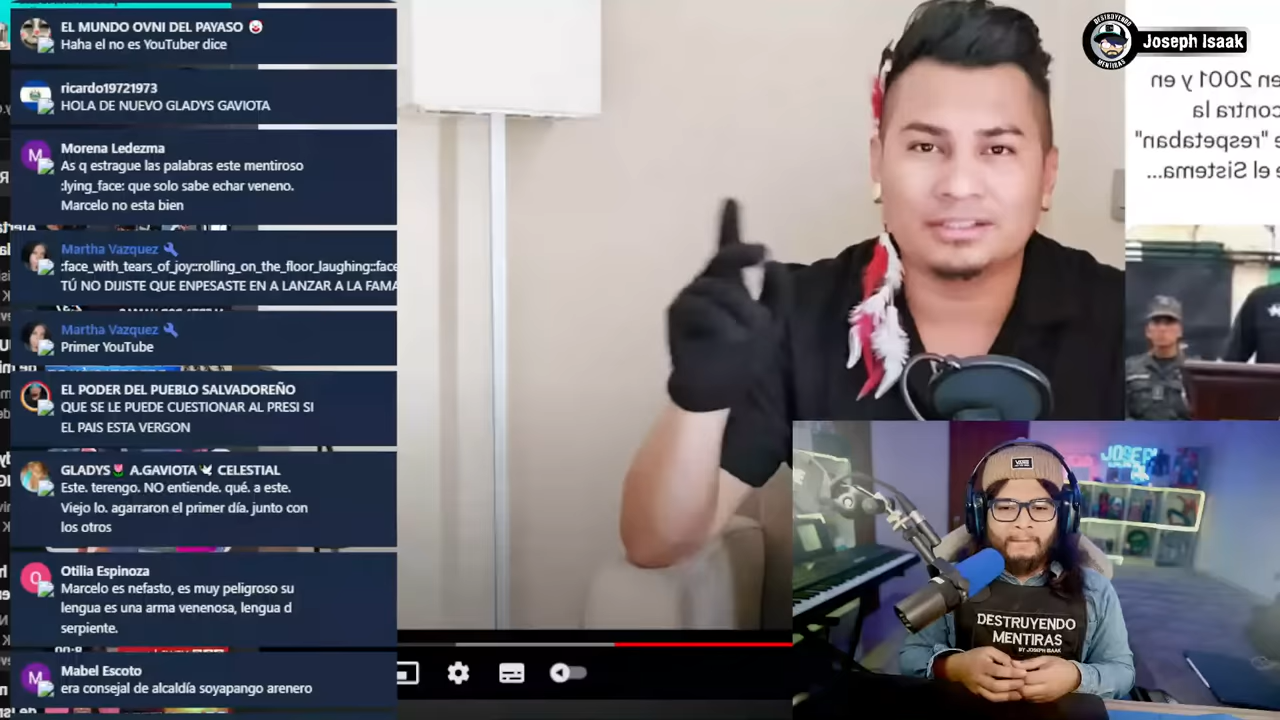 EL MUNDO OVNI DEL PAYASO
Haha el no es YouTuber dice
ricardo19721973
HOLA DE NUEVO GLADYS GAVIOTA
M
Morena Ledezma
As q estrague las palabras este mentiroso
:lying_face: que solo sabe echar veneno.
Marcelo no esta bien
Martha Vazquez
:face_with_tears_of_joy::rolling_on_the_floor_laughing::face
TÚ NO DIJISTE QUE ENPESASTE EN A LANZAR A LA FAMA
Martha Vazquez
Primer YouTube
EL PODER DEL PUEBLO SALVADOREÑO
QUE SE LE PUEDE CUESTIONAR AL PRESI SI
EL PAIS ESTA VERGON
GLADYS A.GAVIOTA CELESTIAL
Este. terengo. NO entiende. qué. a este.
Viejo lo. agarraron el primer día. junto con
los otros
O
Otilia Espinoza
Marcelo es nefasto, es muy peligroso su
lengua es una arma venenosa, lengua d
serpiente.
M
Mabel Escoto
era consejal de alcaldía soyapango arenero
DESTRUYENDO
MENTIRAS
Joseph Isaak
en 2001 y en
contra la
e "respetaban"
e el Sistema...
JOSEPH
VANS
DESTRUYENDO
MENTIRAS
BY JOSEPH ISAAK